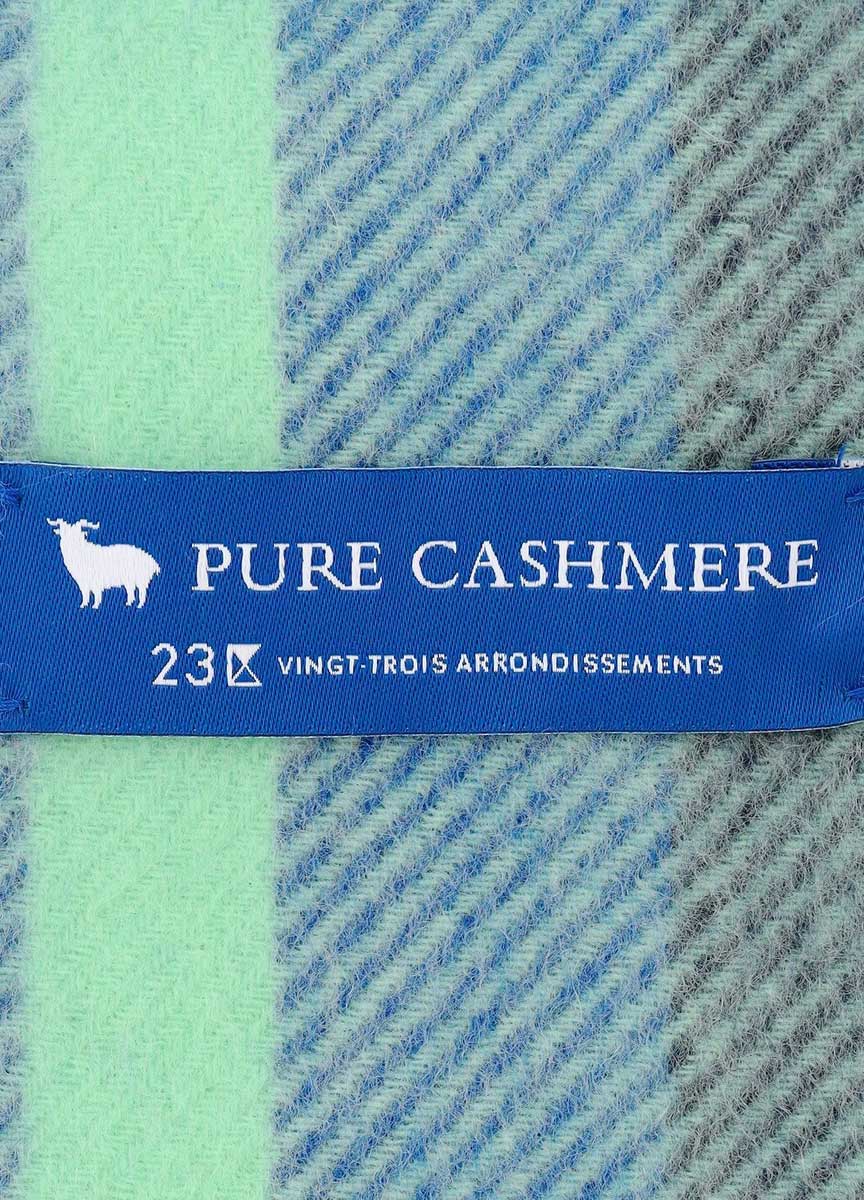 PURE CASHMERE
23 VINGT-TROIS ARRONDISSEMENTS